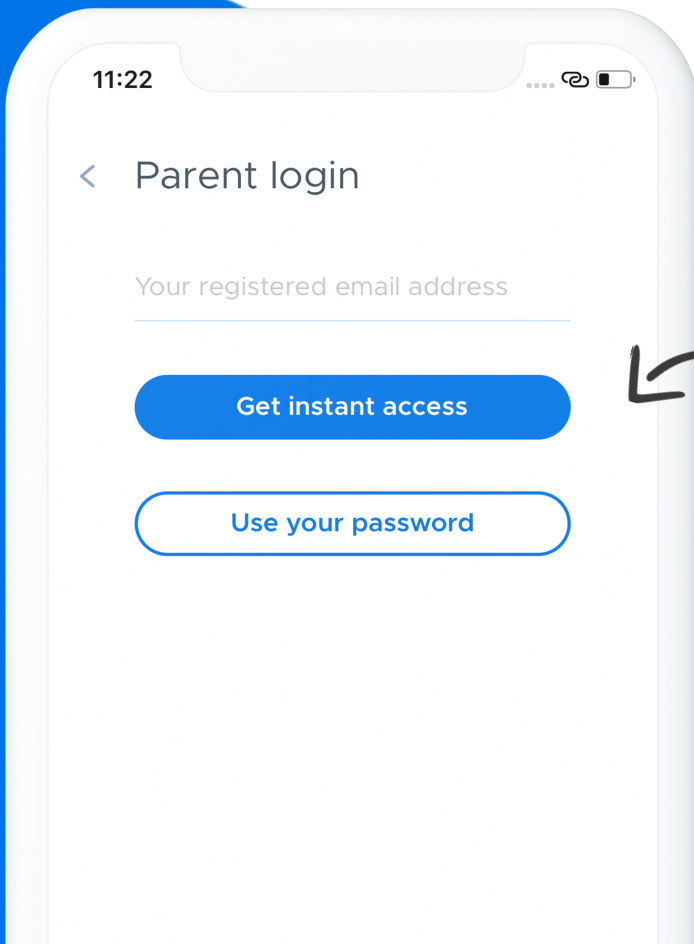 11:22
Parent login
Your registered email address
Get instant access
Use your password